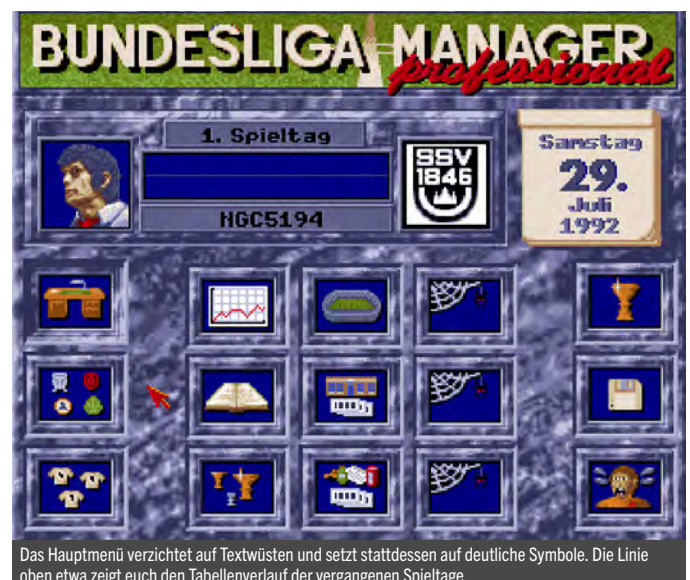 BUNDESLIGA MANAGER
professional
1. Spieltag
NGC5194
SSV
1846
Samstag
29.
Juli
1992
A
Das Hauptmenü verzichtet auf Textwüsten und setzt stattdessen auf deutliche Symbole. Die Linie
oben etwa zeigt euch den Tabellenverlauf der vergangenen Spieltage.